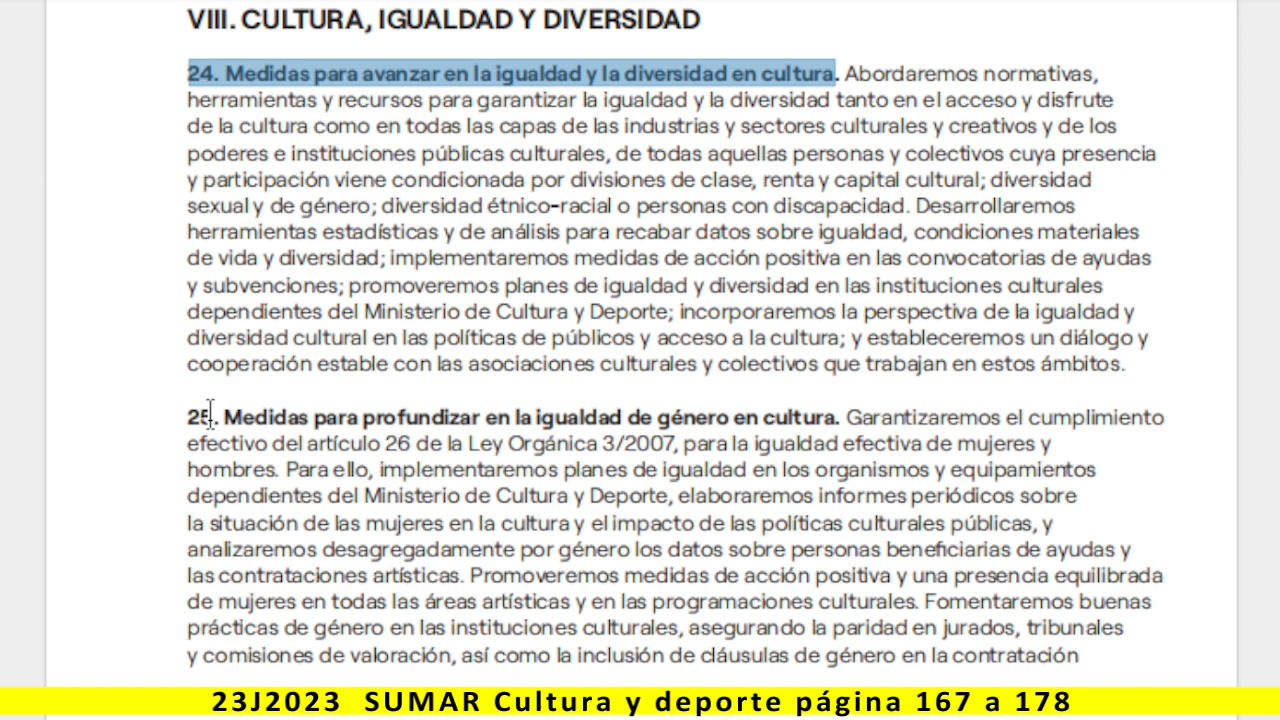 VIII. CULTURA, IGUALDAD Y DIVERSIDAD
24. Medidas para avanzar en la igualdad y la diversidad en cultura. Abordaremos normativas,
herramientas y recursos para garantizar la igualdad y la diversidad tanto en el acceso y disfrute
de la cultura como en todas las capas de las industrias y sectores culturales y creativos y de los
poderes e instituciones públicas culturales, de todas aquellas personas y colectivos cuya presencia
y participación viene condicionada por divisiones de clase, renta y capital cultural; diversidad
sexual y de género; diversidad étnico-racial o personas con discapacidad. Desarrollaremos
herramientas estadísticas y de análisis para recabar datos sobre igualdad, condiciones materiales
de vida y diversidad; implementaremos medidas de acción positiva en las convocatorias de ayudas
y subvenciones; promoveremos planes de igualdad y diversidad en las instituciones culturales
dependientes del Ministerio de Cultura y Deporte; incorporaremos la perspectiva de la igualdad y
diversidad cultural en las políticas de públicos y acceso a la cultura; y estableceremos un diálogo y
cooperación estable con las asociaciones culturales y colectivos que trabajan en estos ámbitos.
25. Medidas para profundizar en la igualdad de género en cultura. Garantizaremos el cumplimiento
efectivo del artículo 26 de la Ley Orgánica 3/2007, para la igualdad efectiva de mujeres y
hombres. Para ello, implementaremos planes de igualdad en los organismos y equipamientos
dependientes del Ministerio de Cultura y Deporte, elaboraremos informes periódicos sobre
la situación de las mujeres en la cultura y el impacto de las políticas culturales públicas, y
analizaremos desagregadamente por género los datos sobre personas beneficiarias de ayudas y
las contrataciones artísticas. Promoveremos medidas de acción positiva y una presencia equilibrada
de mujeres en todas las áreas artísticas y en las programaciones culturales. Fomentaremos buenas
prácticas de género en las instituciones culturales, asegurando la paridad en jurados, tribunales
y comisiones de valoración, así como la inclusión de cláusulas de género en la contratación
23J2023 SUMAR Cultura y deporte página 167 a 178